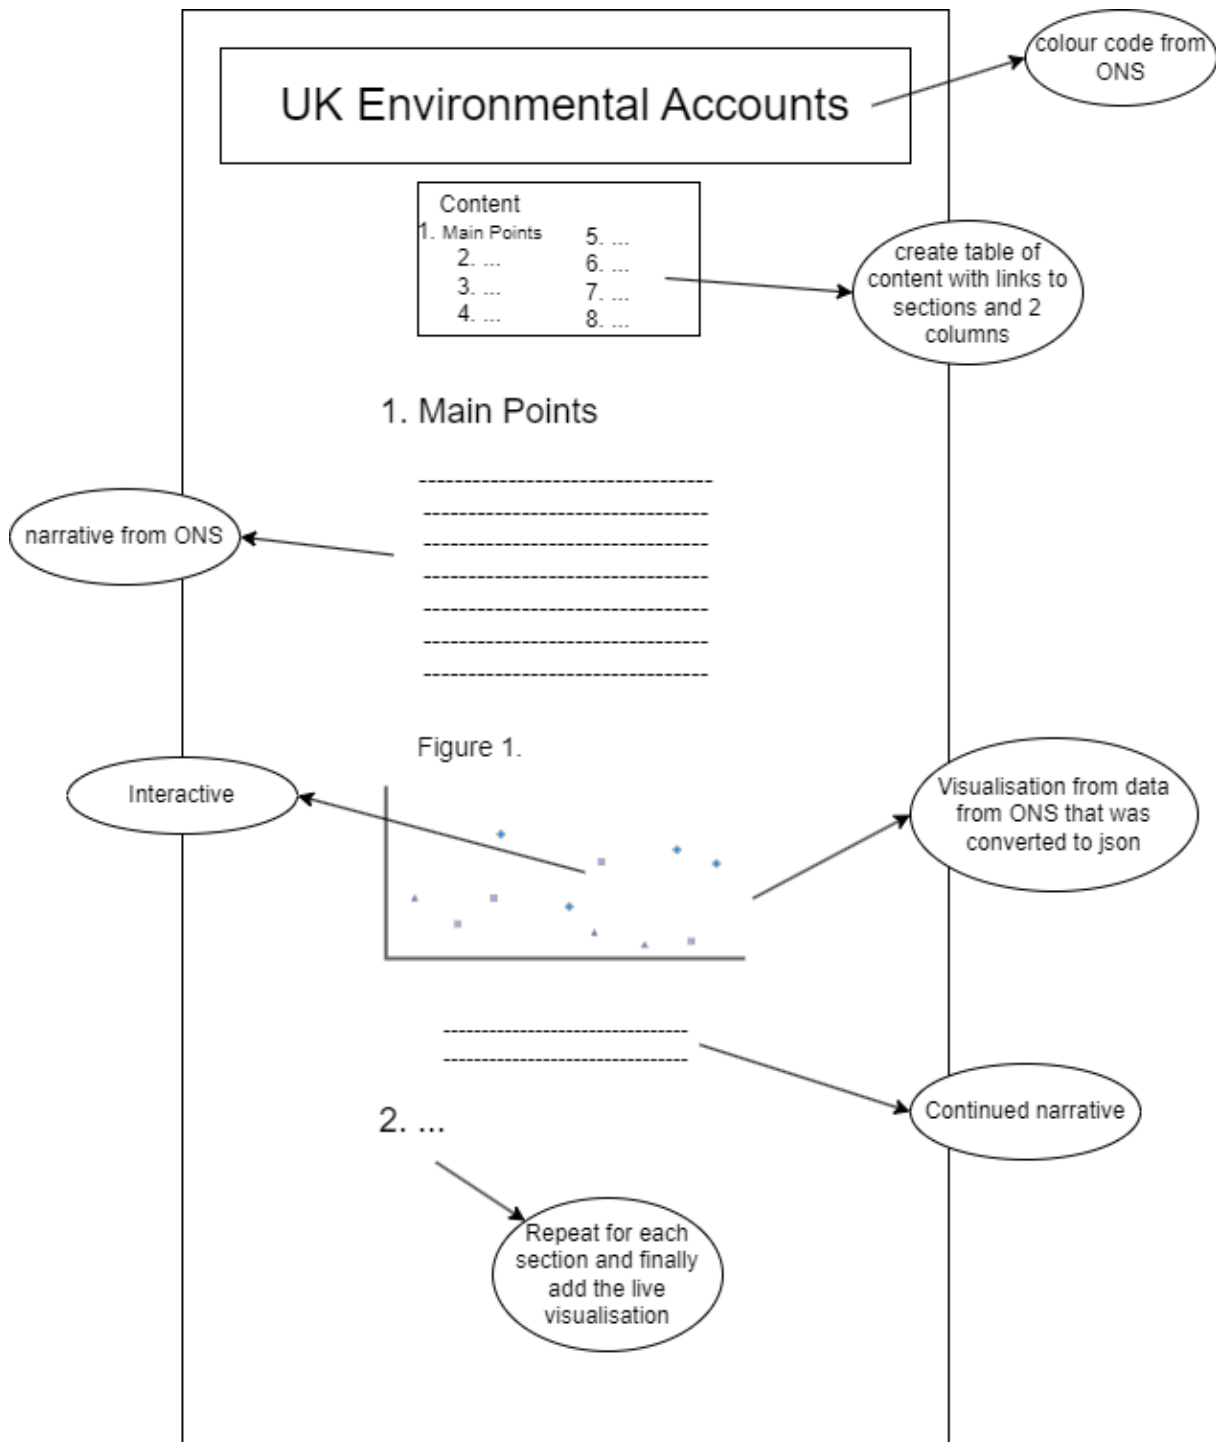 colour code from
ONS
UK Environmental Accounts
Content
1. Main Points
2. ...
3. ...
4. ...
5. ...
6. ...
7. ...
8. ...
create table of
content with links to
sections and 2
columns
1. Main Points
narrative from ONS
Figure 1.
Interactive
Visualisation from data
from ONS that was
converted to json
Continued narrative
2. ...
Repeat for each
section and finally
add the live
visualisation